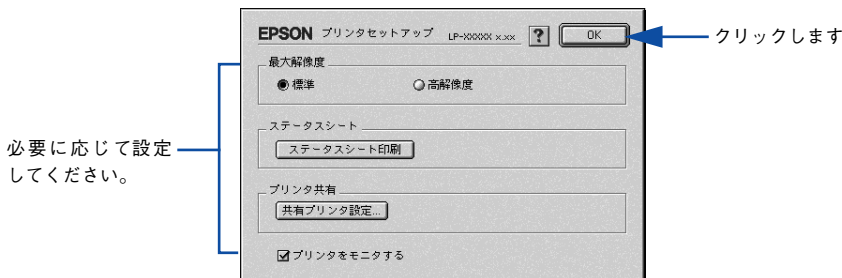 EPSON プリンタセットアップ LP-XXXXX x.xx ? OK
クリックします
最大解像度
標準 高解像度
ステータスシート
ステータスシート印刷
必要に応じて設定
してください。
プリンタ共有
共有プリンタ設定...
プリンタをモニタする